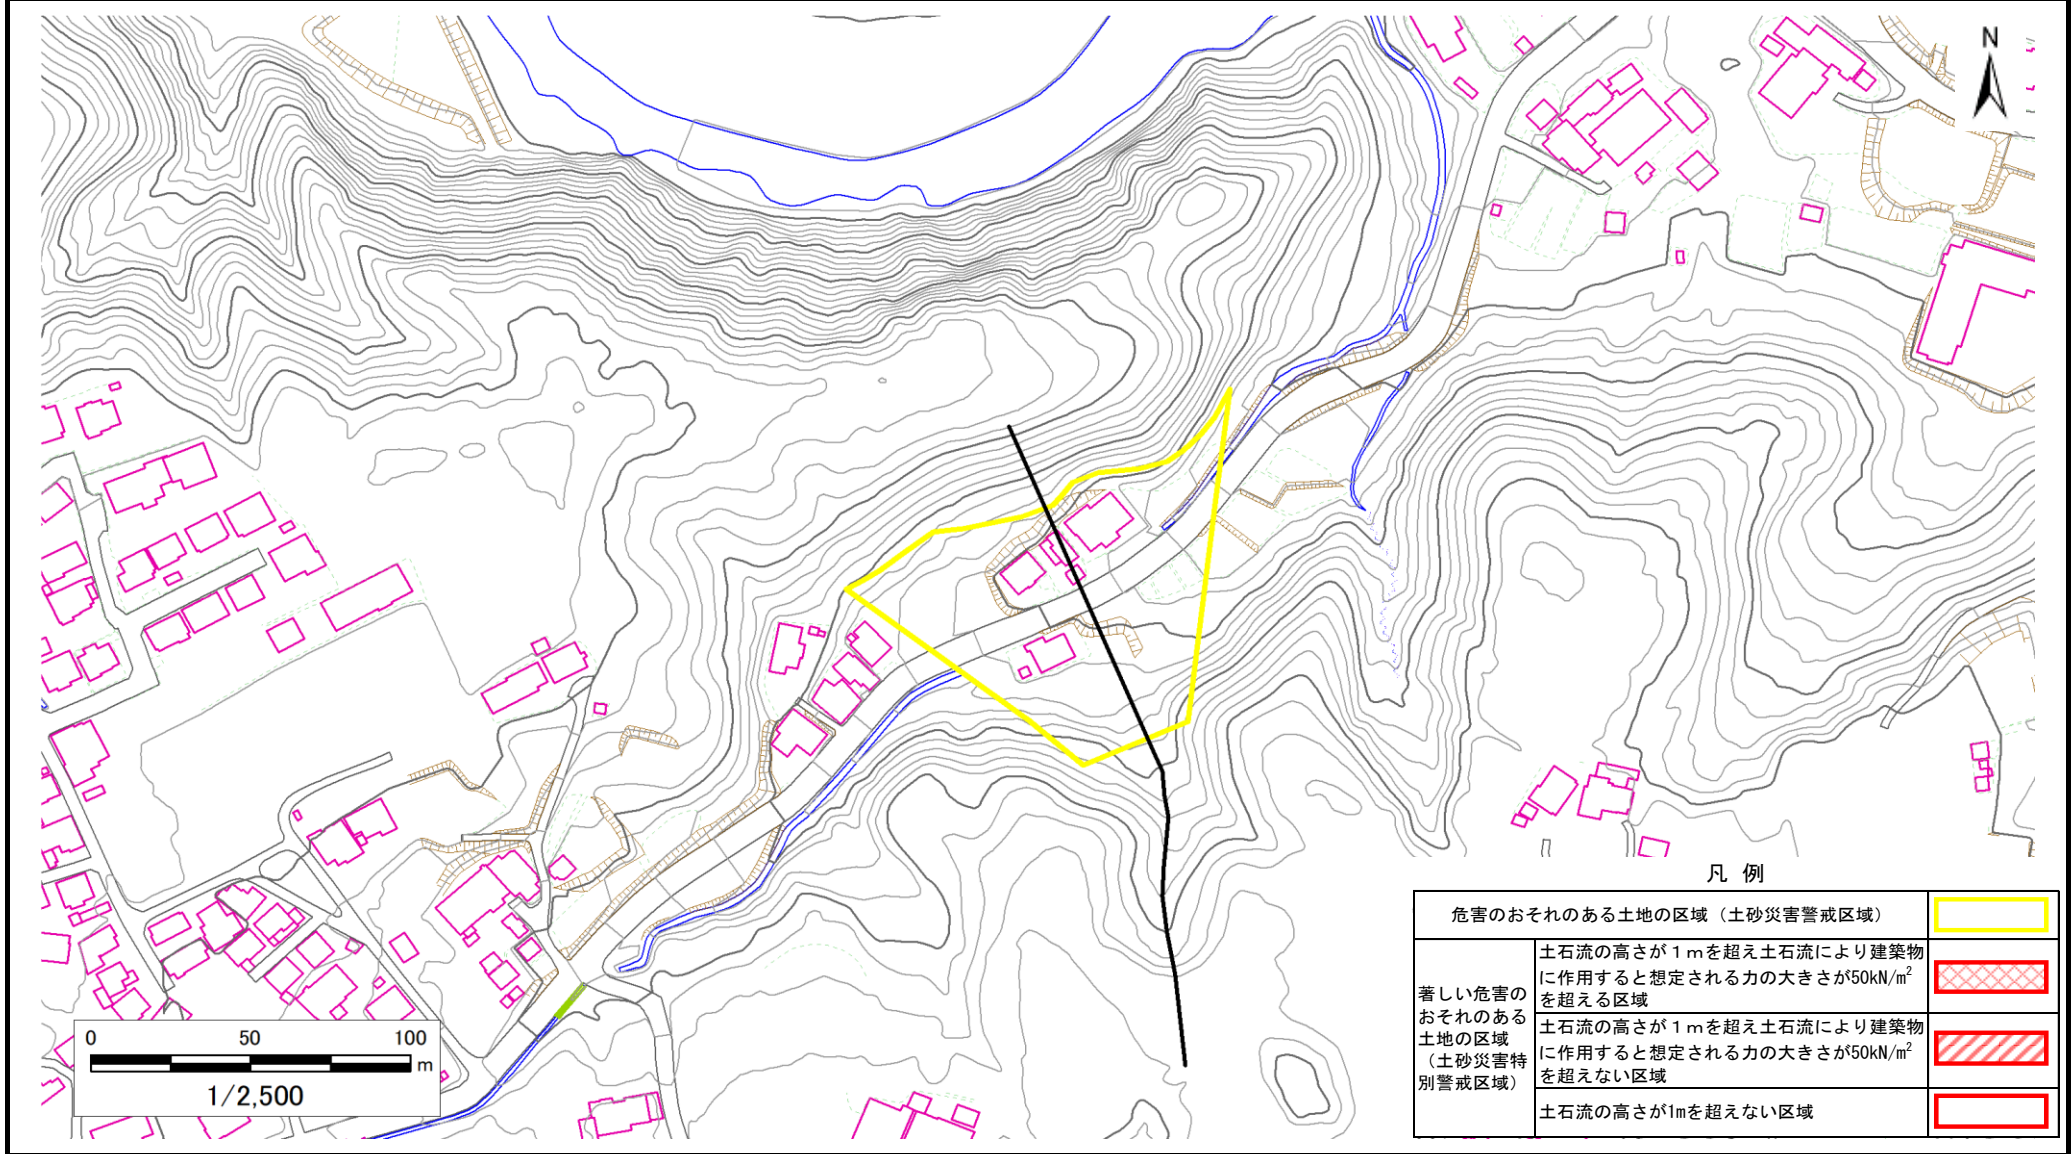 N
凡 例
危害のおそれのある土地の区域（土砂災害警戒区域）
著しい危害の
おそれのある
土地の区域
（土砂災害特
別警戒区域）
土石流の高さが１ｍを超え土石流により建築物
に作用すると想定される力の大きさが50kN/m²
を超える区域
土石流の高さが１ｍを超え土石流により建築物
に作用すると想定される力の大きさが50kN/m²
を超えない区域
土石流の高さが1mを超えない区域
0 50 100
m
1/2,500